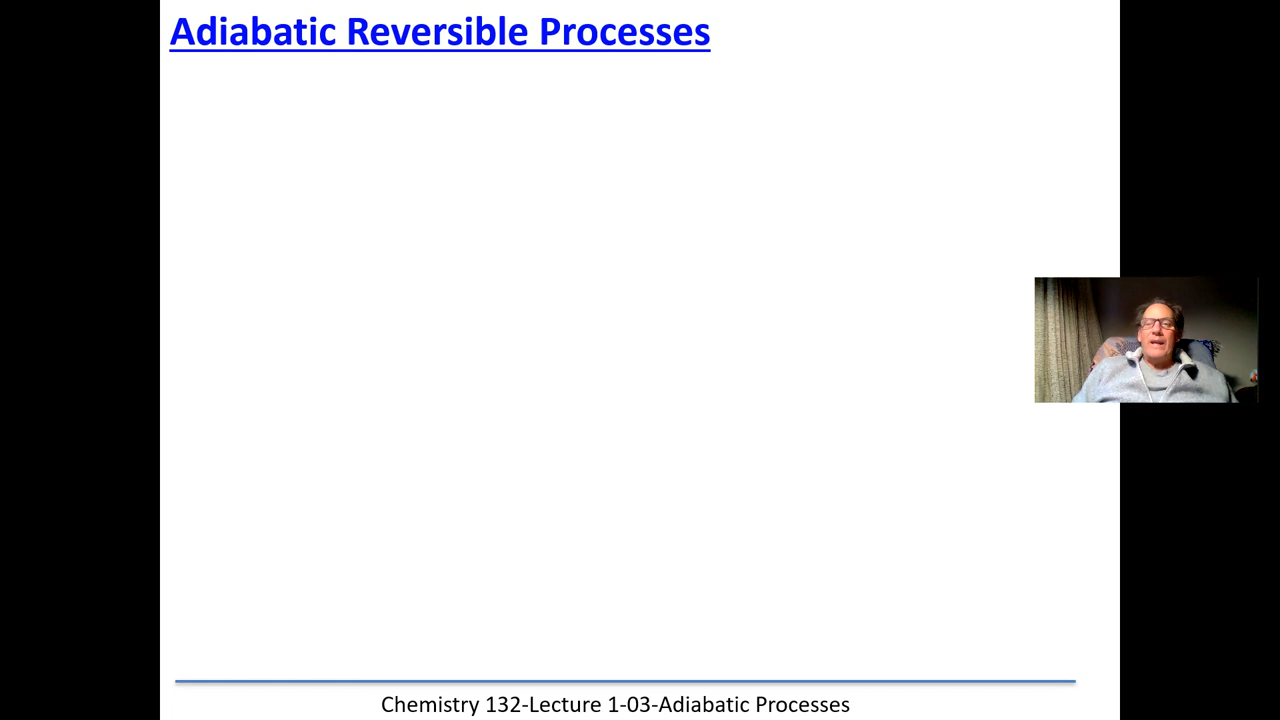 Adiabatic Reversible Processes
Chemistry 132-Lecture 1-03-Adiabatic Processes